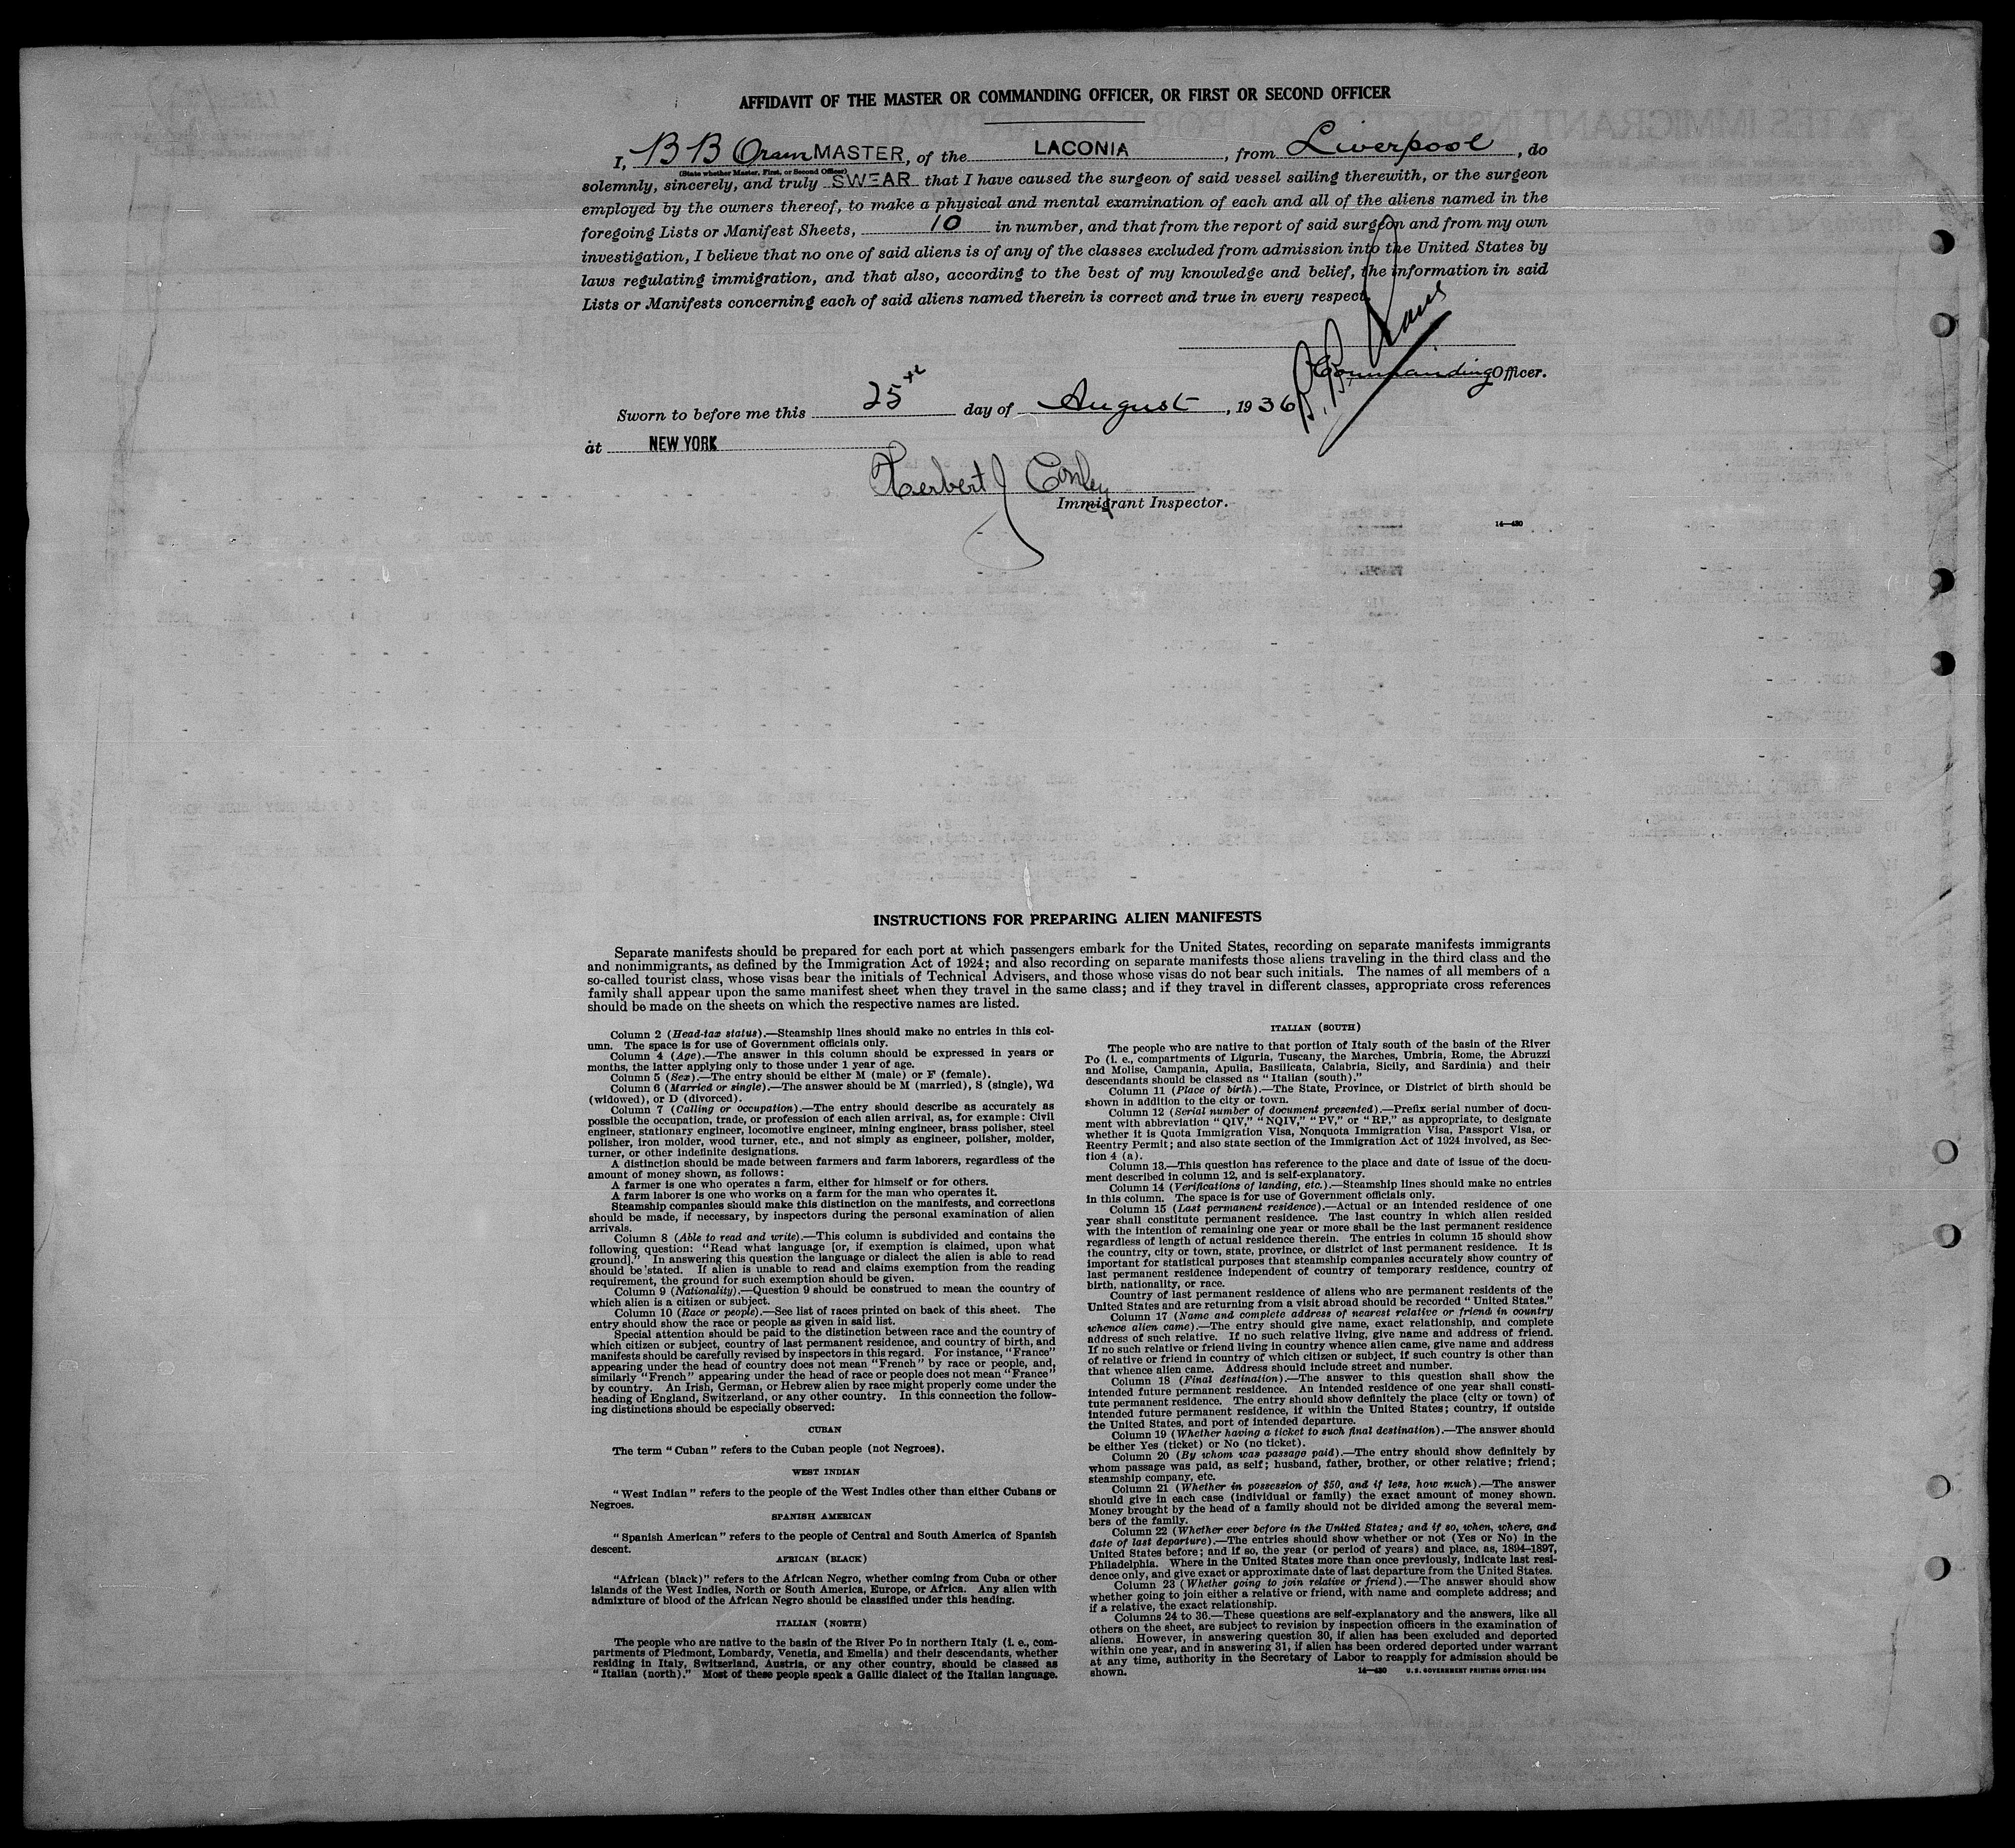 AFFIDAVIT OF THE MASTER OR COMMANDING OFFICER, OR FIRST OR SECOND OFFICER
I, B B Oram MASTER, of the LACONIA, from Liverpool, do
(State whether Master, First, or Second Officer)
solemnly, sincerely, and truly SWEAR that I have caused the surgeon of said vessel sailing therewith, or the surgeon
employed by the owners thereof, to make a physical and mental examination of each and all of the aliens named in the
foregoing Lists or Manifest Sheets, 10 in number, and that from the report of said surgeon and from my own
investigation, I believe that no one of said aliens is of any of the classes excluded from admission into the United States by
laws regulating immigration, and that also, according to the best of my knowledge and belief, the information in said
Lists or Manifests concerning each of said aliens named therein is correct and true in every respect.
Commanding Officer.
Sworn to before me this 25th day of August, 1936
at NEW YORK
Herbert J Conley
Immigrant Inspector.
14—430
INSTRUCTIONS FOR PREPARING ALIEN MANIFESTS
Separate manifests should be prepared for each port at which passengers embark for the United States, recording on separate manifests immigrants
and nonimmigrants, as defined by the Immigration Act of 1924; and also recording on separate manifests those aliens traveling in the third class and the
so-called tourist class, whose visas bear the initials of Technical Advisers, and those whose visas do not bear such initials. The names of all members of a
family shall appear upon the same manifest sheet when they travel in the same class; and if they travel in different classes, appropriate cross references
should be made on the sheets on which the respective names are listed.
Column 2 (Head-tax status).—Steamship lines should make no entries in this col-
umn. The space is for use of Government officials only.
Column 4 (Age).—The answer in this column should be expressed in years or
months, the latter applying only to those under 1 year of age.
Column 5 (Sex).—The entry should be either M (male) or F (female).
Column 6 (Married or single).—The answer should be M (married), S (single), Wd
(widowed), or D (divorced).
Column 7 (Calling or occupation).—The entry should describe as accurately as
possible the occupation, trade, or profession of each alien arrival, as, for example: Civil
engineer, stationary engineer, locomotive engineer, mining engineer, brass polisher, steel
polisher, iron molder, wood turner, etc., and not simply as engineer, polisher, molder,
turner, or other indefinite designations.
A distinction should be made between farmers and farm laborers, regardless of the
amount of money shown, as follows:
A farmer is one who operates a farm, either for himself or for others.
A farm laborer is one who works on a farm for the man who operates it.
Steamship companies should make this distinction on the manifests, and corrections
should be made, if necessary, by inspectors during the personal examination of alien
arrivals.
Column 8 (Able to read and write).—This column is subdivided and contains the
following question: "Read what language [or, if exemption is claimed, upon what
ground]." In answering this question the language or dialect the alien is able to read
should be stated. If alien is unable to read and claims exemption from the reading
requirement, the ground for such exemption should be given.
Column 9 (Nationality).—Question 9 should be construed to mean the country of
which alien is a citizen or subject.
Column 10 (Race or people).—See list of races printed on back of this sheet. The
entry should show the race or people as given in said list.
Special attention should be paid to the distinction between race and the country of
which citizen or subject, country of last permanent residence, and country of birth, and
manifests should be carefully revised by inspectors in this regard. For instance, "France"
appearing under the head of country does not mean "French" by race or people, and,
similarly "French" appearing under the head of race or people does not mean "France"
by country. An Irish, German, or Hebrew alien by race might properly come under the
heading of England, Switzerland, or any other country. In this connection the follow-
ing distinctions should be especially observed:
CUBAN
The term "Cuban" refers to the Cuban people (not Negroes).
WEST INDIAN
"West Indian" refers to the people of the West Indies other than either Cubans or
Negroes.
SPANISH AMERICAN
"Spanish American" refers to the people of Central and South America of Spanish
descent.
AFRICAN (BLACK)
"African (black)" refers to the African Negro, whether coming from Cuba or other
islands of the West Indies, North or South America, Europe, or Africa. Any alien with
admixture of blood of the African Negro should be classified under this heading.
ITALIAN (NORTH)
The people who are native to the basin of the River Po in northern Italy (i. e., com-
partments of Piedmont, Lombardy, Venetia, and Emelia) and their descendants, whether
residing in Italy, Switzerland, Austria, or any other country, should be classed as
"Italian (north)." Most of these people speak a Gallic dialect of the Italian language.
ITALIAN (SOUTH)
The people who are native to that portion of Italy south of the basin of the River
Po (i. e., compartments of Liguria, Tuscany, the Marches, Umbria, Rome, the Abruzzi
and Molise, Campania, Apulia, Basilicata, Calabria, Sicily, and Sardinia) and their
descendants should be classed as "Italian (south)."
Column 11 (Place of birth).—The State, Province, or District of birth should be
shown in addition to the city or town.
Column 12 (Serial number of document presented).—Prefix serial number of docu-
ment with abbreviation "QIV," "NQIV," "PV," or "RP," as appropriate, to designate
whether it is Quota Immigration Visa, Nonquota Immigration Visa, Passport Visa, or
Reentry Permit; and also state section of the Immigration Act of 1924 involved, as Sec-
tion 4 (a).
Column 13.—This question has reference to the place and date of issue of the docu-
ment described in column 12, and is self-explanatory.
Column 14 (Verifications of landing, etc.).—Steamship lines should make no entries
in this column. The space is for use of Government officials only.
Column 15 (Last permanent residence).—Actual or an intended residence of one
year shall constitute permanent residence. The last country in which alien resided
with the intention of remaining one year or more shall be the last permanent residence
regardless of length of actual residence therein. The entries in column 15 should show
the country, city or town, state, province, or district of last permanent residence. It is
important for statistical purposes that steamship companies accurately show country of
last permanent residence independent of country of temporary residence, country of
birth, nationality, or race.
Country of last permanent residence of aliens who are permanent residents of the
United States and are returning from a visit abroad should be recorded "United States."
Column 17 (Name and complete address of nearest relative or friend in country
whence alien came).—The entry should give name, exact relationship, and complete
address of such relative. If no such relative living, give name and address of friend.
If no such relative or friend living in country whence alien came, give name and address
of relative or friend in country of which citizen or subject, if such country is other than
that whence alien came. Address should include street and number.
Column 18 (Final destination).—The answer to this question shall show the
intended future permanent residence. An intended residence of one year shall consti-
tute permanent residence. The entry should show definitely the place (city or town) of
intended future permanent residence, if within the United States; country, if outside
the United States, and port of intended departure.
Column 19 (Whether having a ticket to such final destination).—The answer should
be either Yes (ticket) or No (no ticket).
Column 20 (By whom was passage paid).—The entry should show definitely by
whom passage was paid, as self; husband, father, brother, or other relative; friend;
steamship company, etc.
Column 21 (Whether in possession of $50, and if less, how much).—The answer
should give in each case (individual or family) the exact amount of money shown.
Money brought by the head of a family should not be divided among the several mem-
bers of the family.
Column 22 (Whether ever before in the United States; and if so, when, where, and
date of last departure).—The entries should show whether or not (Yes or No) in the
United States before; and if so, the year (or period of years) and place, as, 1894–1897,
Philadelphia. Where in the United States more than once previously, indicate last resi-
dence only, and give exact or approximate date of last departure from the United States.
Column 23 (Whether going to join relative or friend).—The answer should show
whether going to join either a relative or friend, with name and complete address; and
if a relative, the exact relationship.
Columns 24 to 36.—These questions are self-explanatory and the answers, like all
others on the sheet, are subject to revision by inspection officers in the examination of
aliens. However, in answering question 30, if alien has been excluded and deported
within one year, and in answering 31, if alien has been ordered deported under warrant
at any time, authority in the Secretary of Labor to reapply for admission should be
shown.
14—430 U. S. GOVERNMENT PRINTING OFFICE: 1934